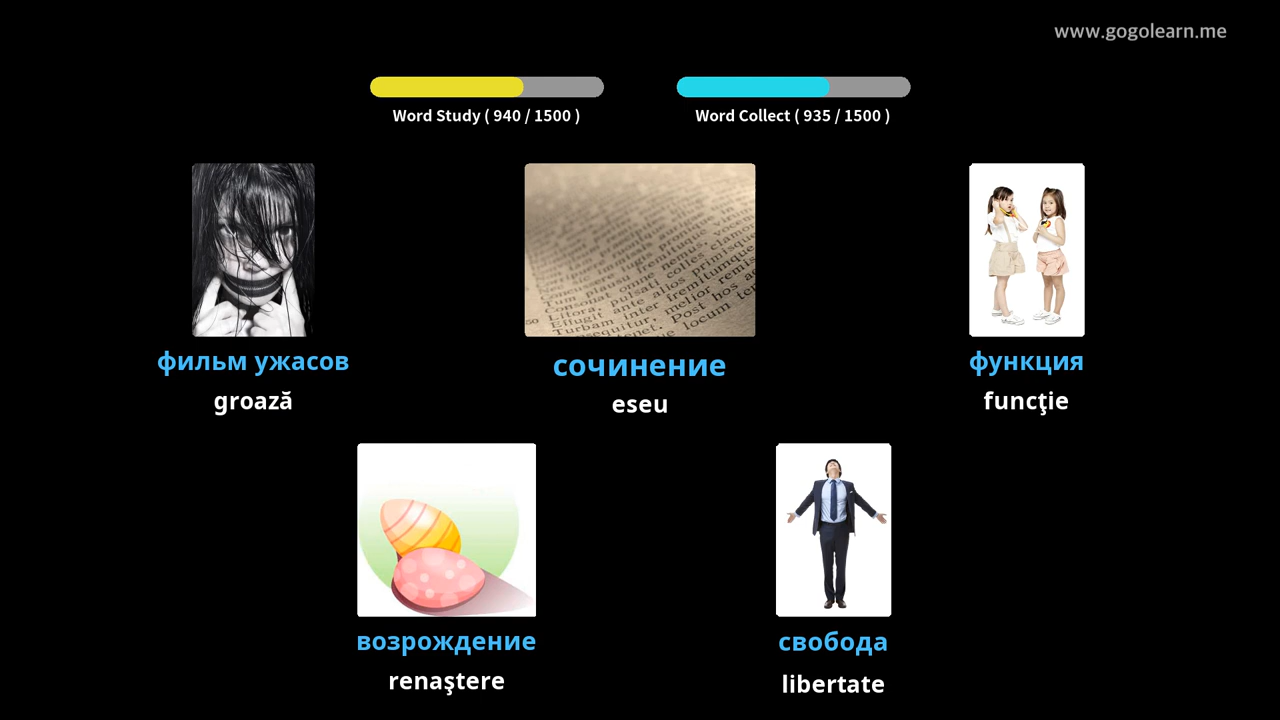 www.gogolearn.me
Word Study ( 940 / 1500 )
Word Collect ( 935 / 1500 )
фильм ужасов
groază
сочинение
eseu
функция
funcţie
возрождение
renaştere
свобода
libertate